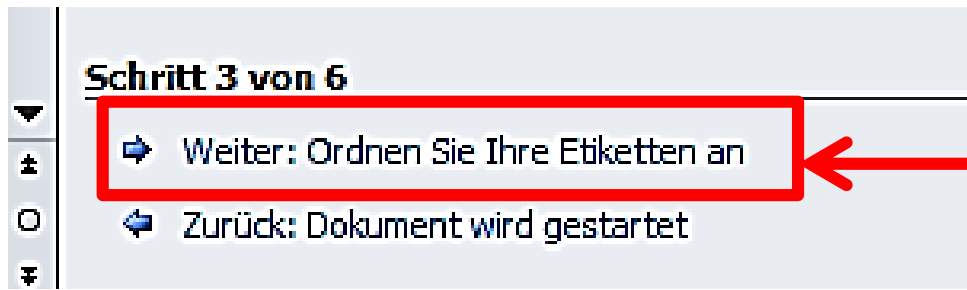 Schritt 3 von 6
Weiter: Ordnen Sie Ihre Etiketten an
Zurück: Dokument wird gestartet